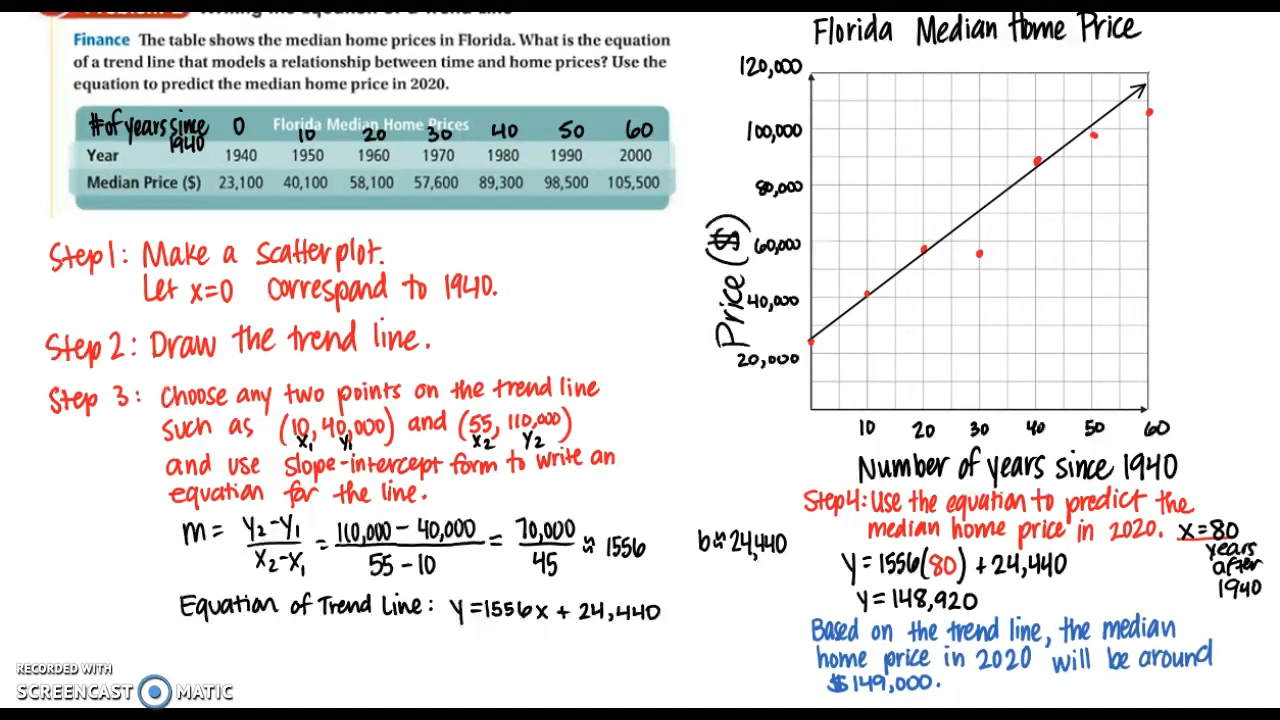 Writing the Equation of a Trend Line
Finance The table shows the median home prices in Florida. What is the equation
of a trend line that models a relationship between time and home prices? Use the
equation to predict the median home price in 2020.
# of years since 1940 0 10 20 30 40 50 60
Florida Median Home Prices
Year 1940 1950 1960 1970 1980 1990 2000
Median Price ($) 23,100 40,100 58,100 57,600 89,300 98,500 105,500
Step 1: Make a scatterplot.
Let x=0 correspond to 1940.
Step 2: Draw the trend line.
Step 3: Choose any two points on the trend line
such as (10, 40,000) and (55, 110,000)
x₁ y₁ x₂ y₂
and use slope-intercept form to write an
equation for the line.
m = y₂-y₁/x₂-x₁ = 110,000 - 40,000/55 - 10 = 70,000/45 ≈ 1556
b≈24,440
Equation of Trend Line: y=1556x + 24,440
Florida Median Home Price
120,000
100,000
80,000
60,000
40,000
20,000
Price ($)
10 20 30 40 50 60
Number of years since 1940
Step 4: Use the equation to predict the
median home price in 2020.
x=80
years
after
1940
y = 1556(80) + 24,440
y = 148,920
Based on the trend line, the median
home price in 2020 will be around
$149,000.
RECORDED WITH
SCREENCAST MATIC